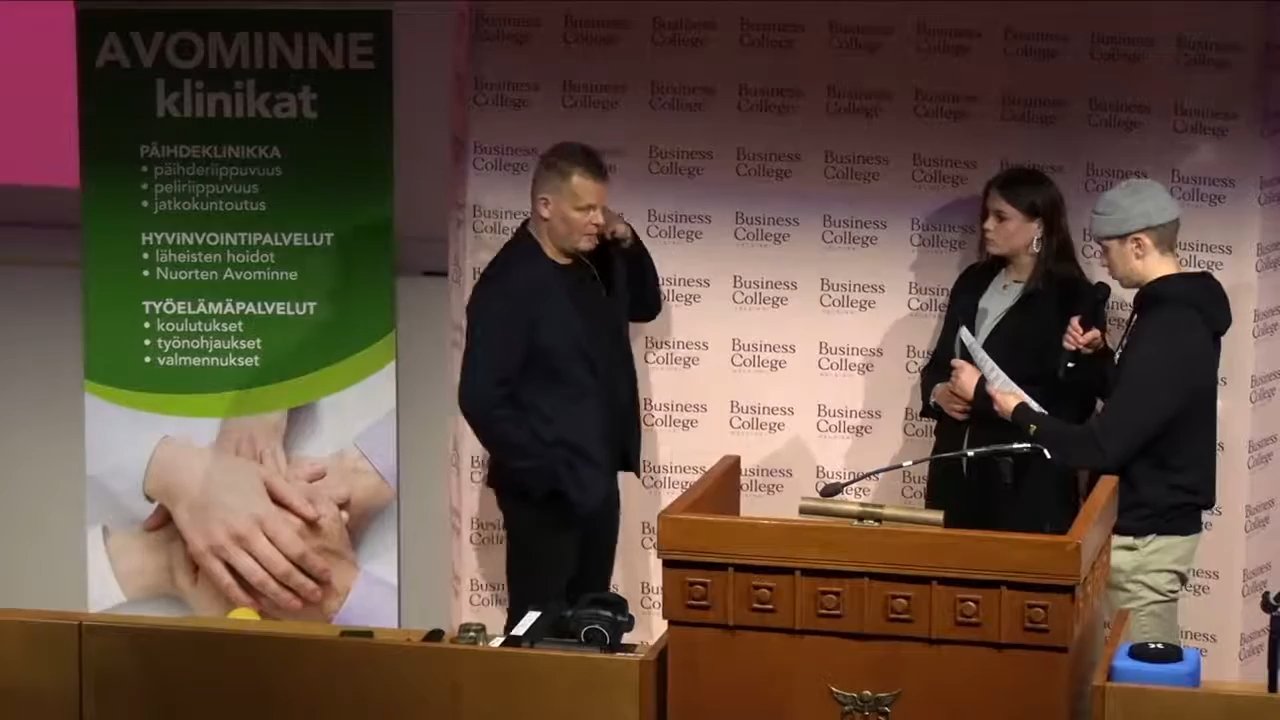 AVOMINNE
klinikat
PÄIHDEKLINIKKA
• päihderiippuvuus
• peliriippuvuus
• jatkokuntoutus
HYVINVOINTIPALVELUT
• läheisten hoidot
• Nuorten Avominne
TYÖELÄMÄPALVELUT
• koulutukset
• työnohjaukset
• valmennukset
Business
College